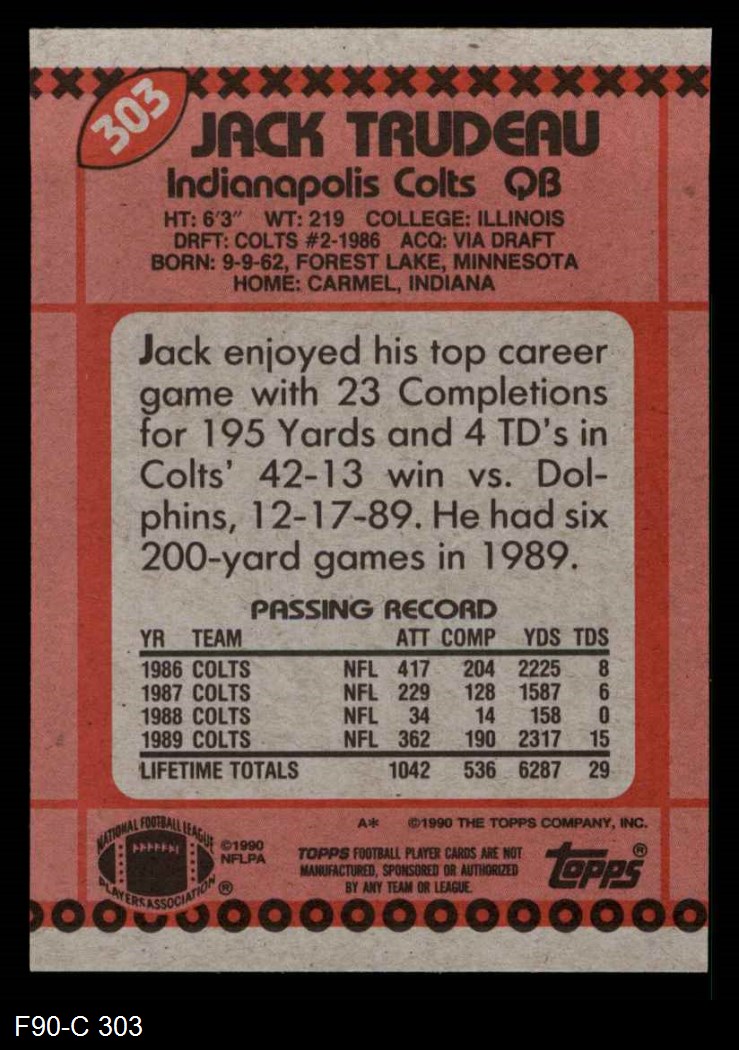 303
JACK TRUDEAU
Indianapolis Colts QB
HT: 6'3" WT: 219 COLLEGE: ILLINOIS
DRFT: COLTS #2-1986 ACQ: VIA DRAFT
BORN: 9-9-62, FOREST LAKE, MINNESOTA
HOME: CARMEL, INDIANA
Jack enjoyed his top career
game with 23 Completions
for 195 Yards and 4 TD's in
Colts' 42-13 win vs. Dol-
phins, 12-17-89. He had six
200-yard games in 1989.
PASSING RECORD
YR TEAM ATT COMP YDS TDS
1986 COLTS NFL 417 204 2225 8
1987 COLTS NFL 229 128 1587 6
1988 COLTS NFL 34 14 158 0
1989 COLTS NFL 362 190 2317 15
LIFETIME TOTALS 1042 536 6287 29
A* ©1990 THE TOPPS COMPANY, INC.
NATIONAL FOOTBALL LEAGUE
PLAYERS ASSOCIATION ®
©1990
NFLPA
TOPPS FOOTBALL PLAYER CARDS ARE NOT
MANUFACTURED, SPONSORED OR AUTHORIZED
BY ANY TEAM OR LEAGUE.
topps ®
F90-C 303